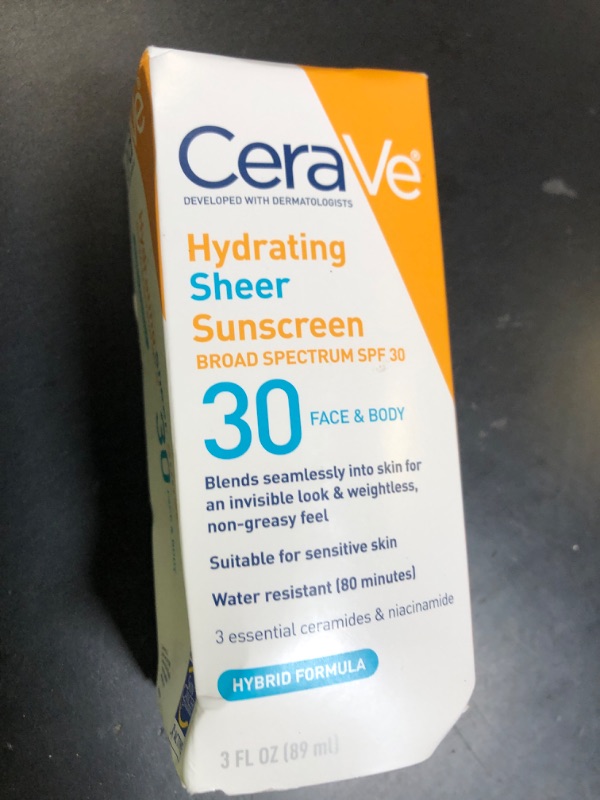 CeraVe®
DEVELOPED WITH DERMATOLOGISTS
Hydrating
Sheer
Sunscreen
BROAD SPECTRUM SPF 30
30 FACE & BODY
Blends seamlessly into skin for
an invisible look & weightless,
non-greasy feel
Suitable for sensitive skin
Water resistant (80 minutes)
3 essential ceramides & niacinamide
HYBRID FORMULA
3 FL OZ (89 ml)